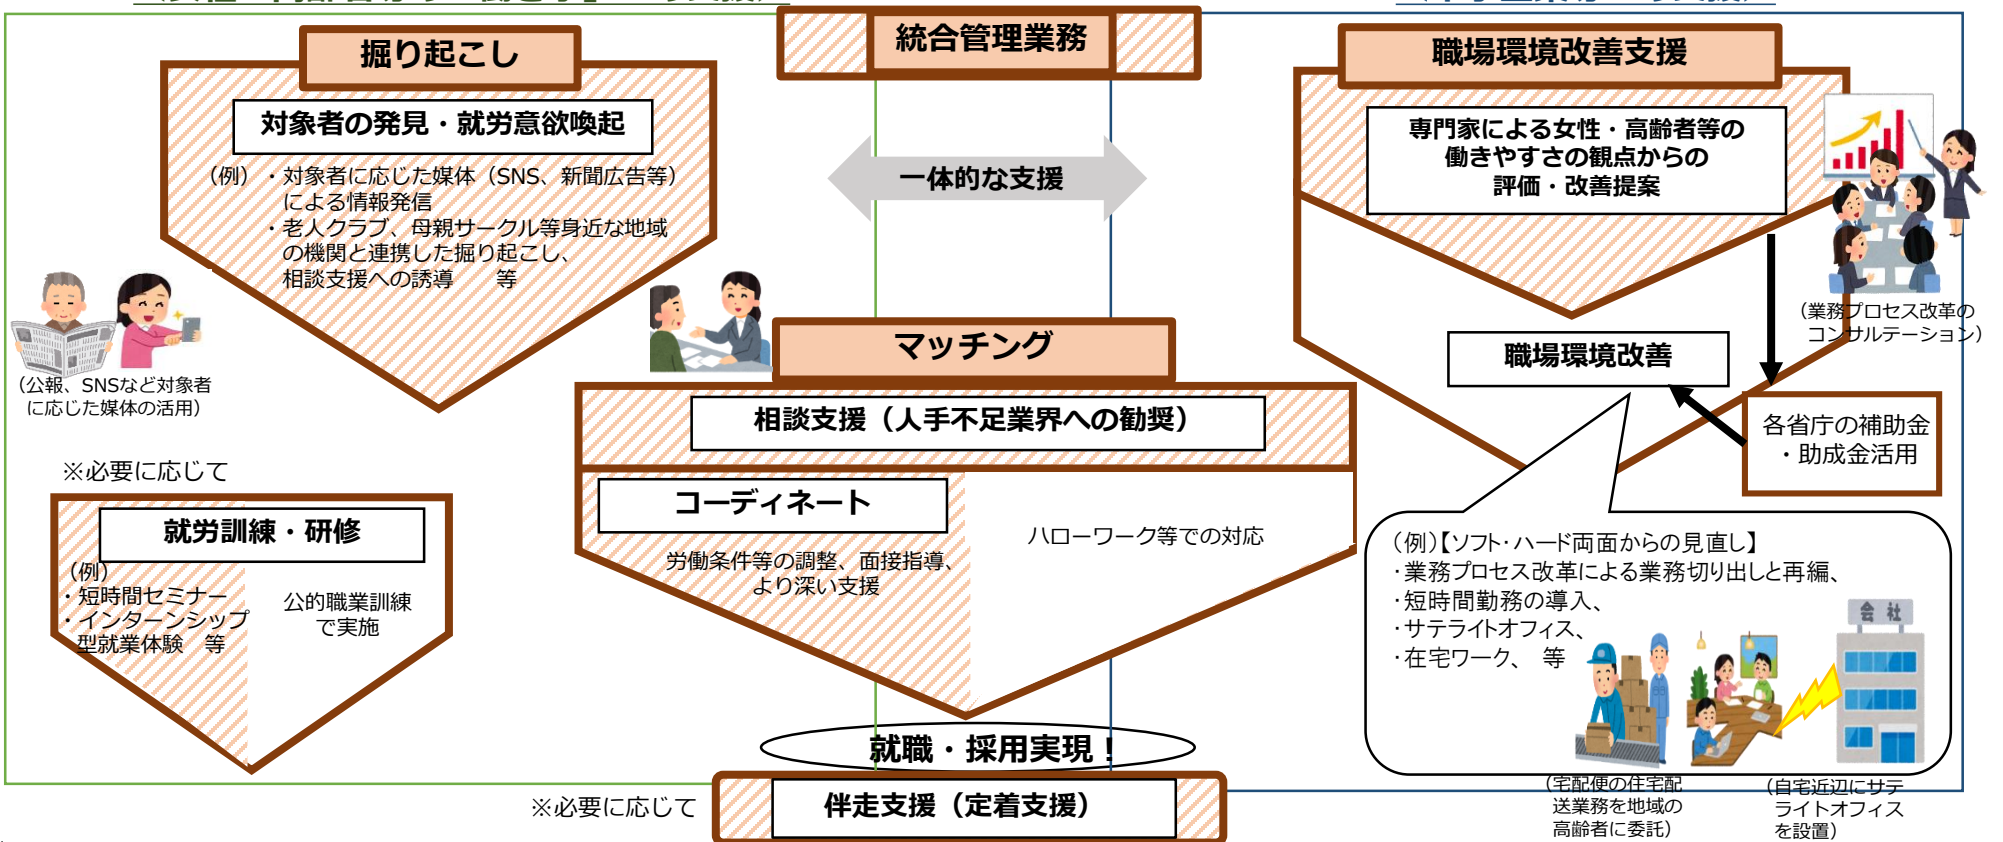 統合管理業務
掘り起こし
対象者の発見・就労意欲喚起
（例）・対象者に応じた媒体（SNS、新聞広告等）
による情報発信
・老人クラブ、母親サークル等身近な地域
の機関と連携した掘り起こし、
相談支援への誘導　等
（公報、SNSなど対象者
に応じた媒体の活用）
※必要に応じて
就労訓練・研修
（例）
・短時間セミナー
・インターンシップ
型就業体験　等
公的職業訓練
で実施
一体的な支援
マッチング
相談支援（人手不足業界への勧奨）
コーディネート
労働条件等の調整、面接指導、
より深い支援
ハローワーク等での対応
就職・採用実現！
※必要に応じて
伴走支援（定着支援）
職場環境改善支援
専門家による女性・高齢者等の
働きやすさの観点からの
評価・改善提案
（業務プロセス改革の
コンサルテーション）
職場環境改善
各省庁の補助金
・助成金活用
（例）【ソフト・ハード両面からの見直し】
・業務プロセス改革による業務切り出しと再編、
・短時間勤務の導入、
・サテライトオフィス、
・在宅ワーク、　等
会社
（宅配便の住宅配
送業務を地域の
高齢者に委託）
（自宅近辺にサテ
ライトオフィス
を設置）